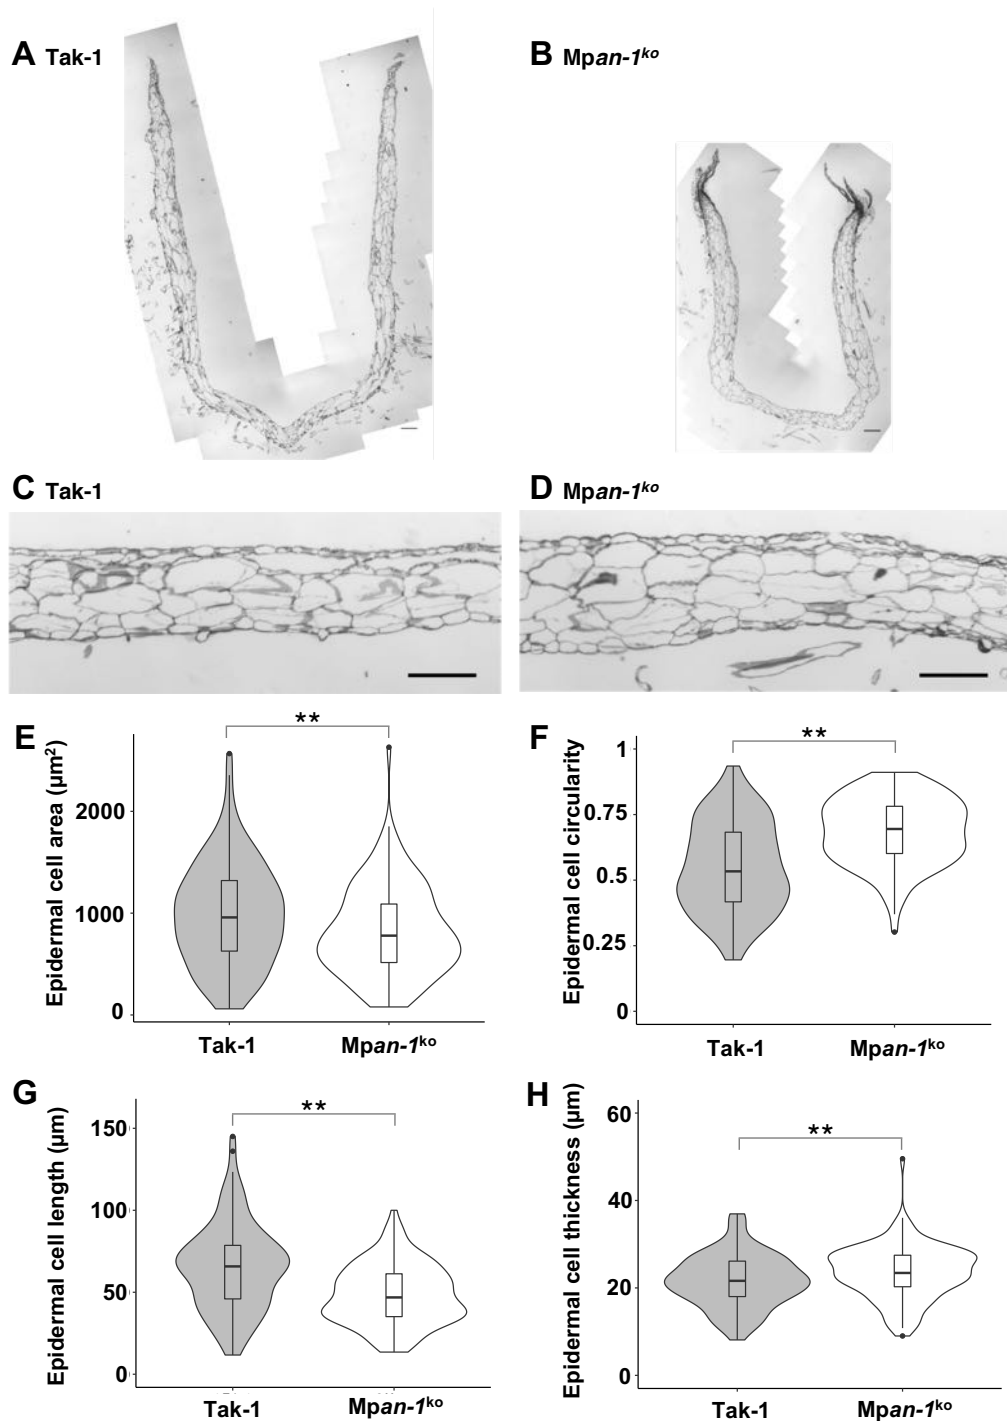 A Tak-1
B Mpan-1ko
C Tak-1
D Mpan-1ko
E
Epidermal cell area (µm²)
2000
1000
0
**
Tak-1
Mpan-1ko
F
Epidermal cell circularity
1
0.75
0.5
0.25
0
**
Tak-1
Mpan-1ko
G
Epidermal cell length (µm)
150
100
50
0
**
Tak-1
Mpan-1ko
H
Epidermal cell thickness (µm)
60
40
20
0
**
Tak-1
Mpan-1ko